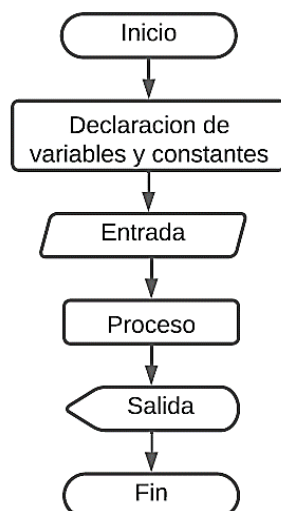 Inicio
Declaracion de
variables y constantes
Entrada
Proceso
Salida
Fin